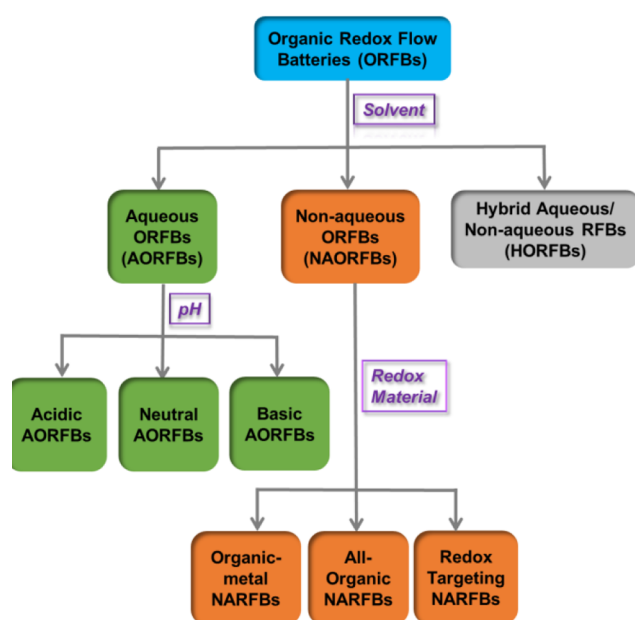 Organic Redox Flow
Batteries (ORFBs)
Solvent
Aqueous
ORFBs
(AORFBs)
Non-aqueous
ORFBs
(NAORFBs)
Hybrid Aqueous/
Non-aqueous RFBs
(HORFBs)
pH
Redox
Material
Acidic
AORFBs
Neutral
AORFBs
Basic
AORFBs
Organic-
metal
NARFBs
All-
Organic
NARFBs
Redox
Targeting
NARFBs